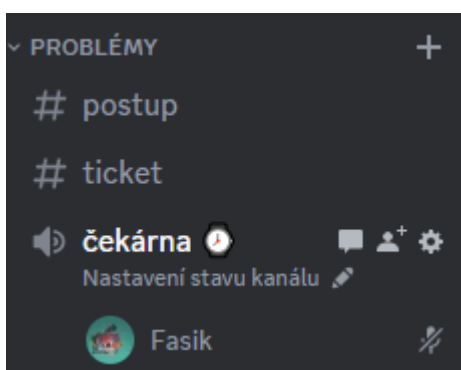 PROBLÉMY
# postup
# ticket
čekárna ⌚
Nastavení stavu kanálu
Fasik